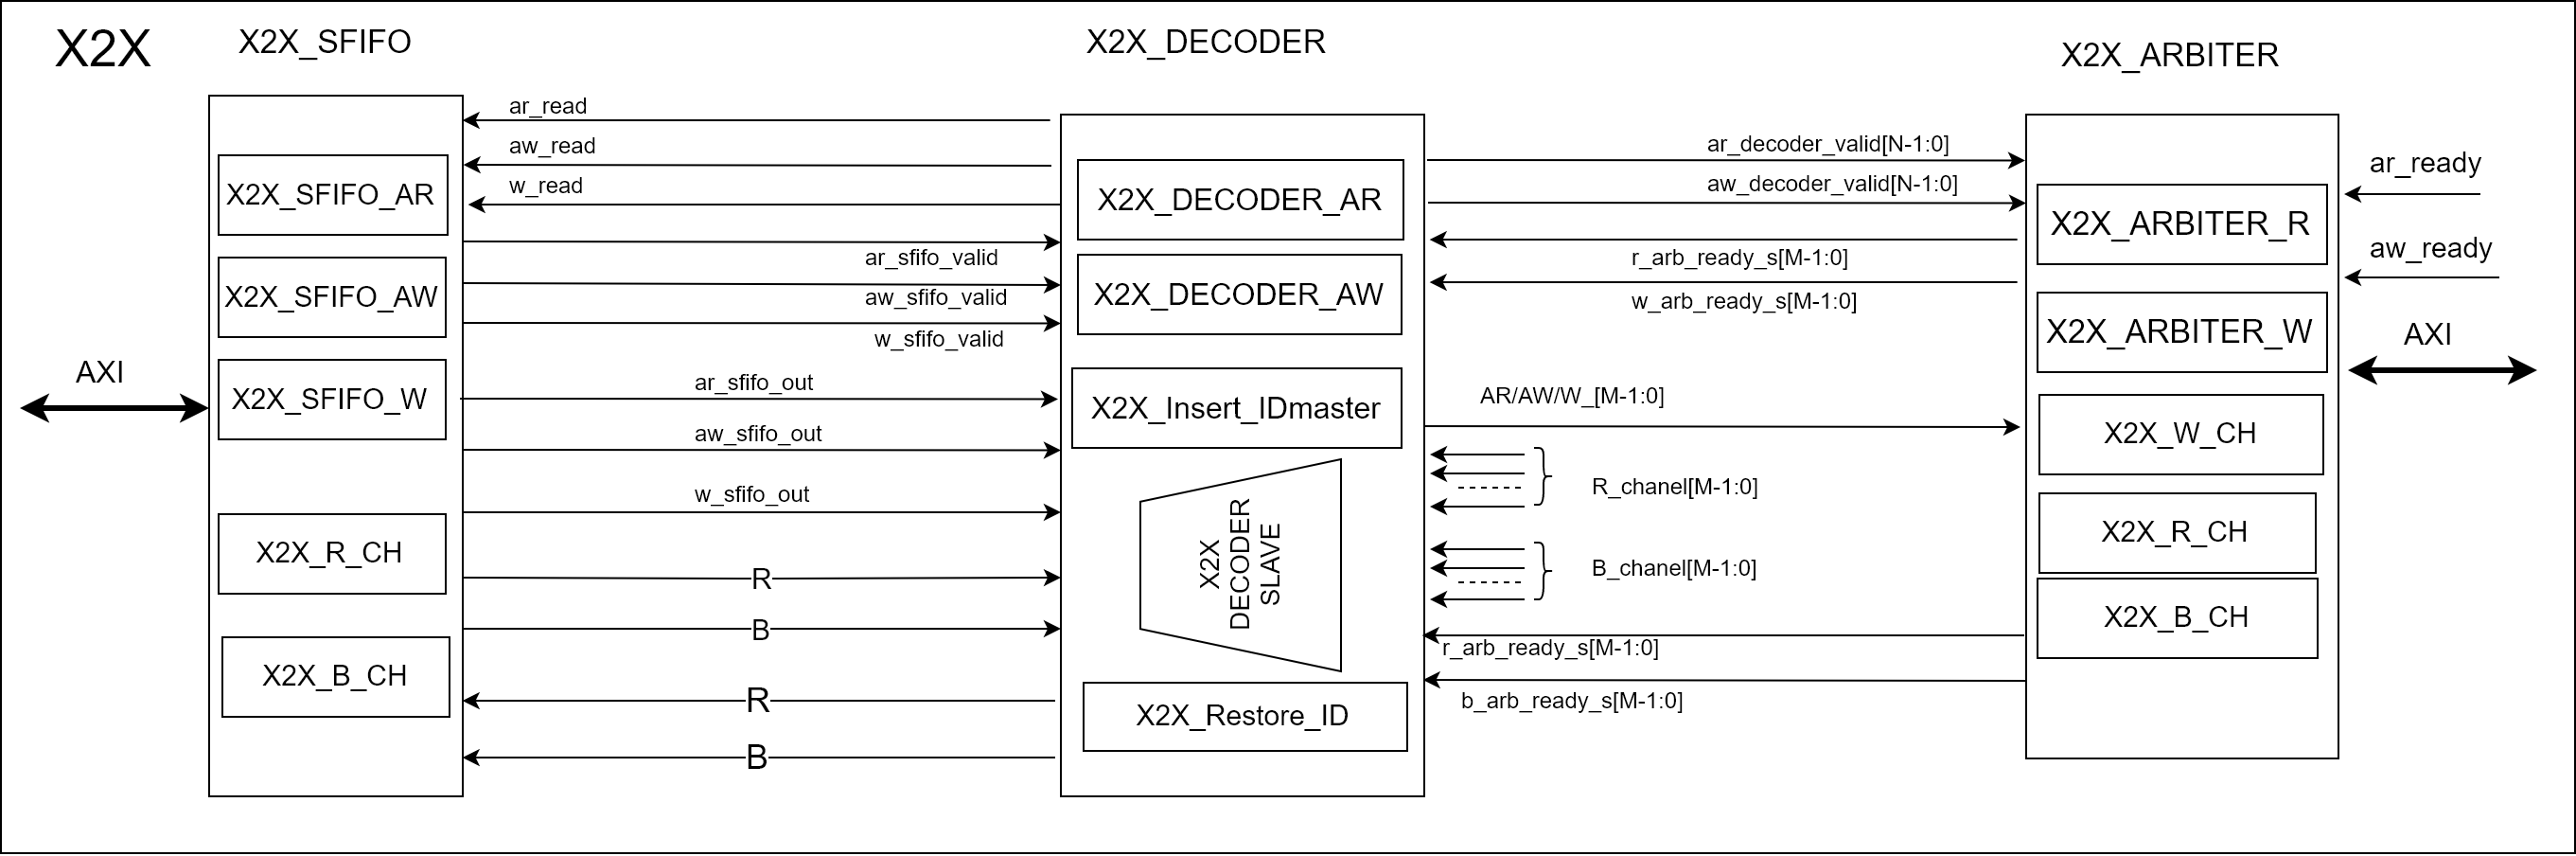 X2X
X2X_SFIFO
X2X_DECODER
X2X_ARBITER
ar_read
aw_read
w_read
X2X_SFIFO_AR
X2X_SFIFO_AW
X2X_SFIFO_W
X2X_R_CH
X2X_B_CH
AXI
ar_sfifo_valid
aw_sfifo_valid
w_sfifo_valid
ar_sfifo_out
aw_sfifo_out
w_sfifo_out
R
B
R
B
X2X_DECODER_AR
X2X_DECODER_AW
X2X_Insert_IDmaster
X2X
DECODER
SLAVE
X2X_Restore_ID
ar_decoder_valid[N-1:0]
aw_decoder_valid[N-1:0]
r_arb_ready_s[M-1:0]
w_arb_ready_s[M-1:0]
AR/AW/W_[M-1:0]
R_chanel[M-1:0]
B_chanel[M-1:0]
r_arb_ready_s[M-1:0]
b_arb_ready_s[M-1:0]
X2X_ARBITER_R
X2X_ARBITER_W
X2X_W_CH
X2X_R_CH
X2X_B_CH
ar_ready
aw_ready
AXI